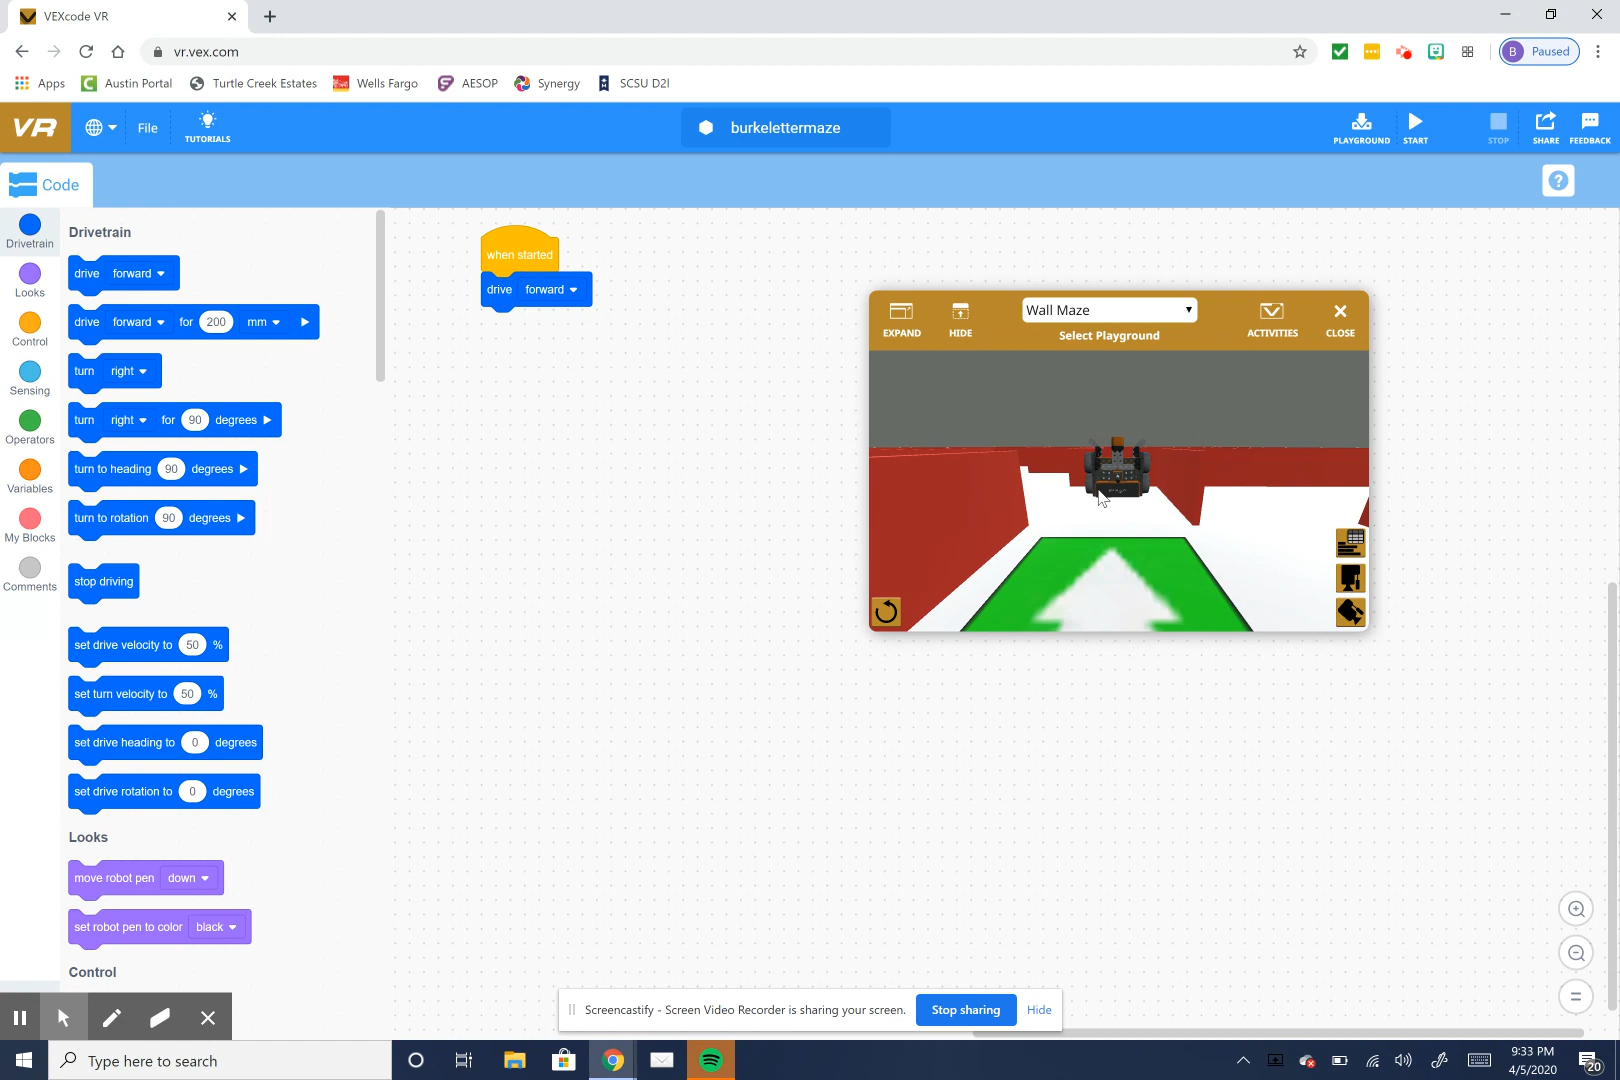 VEXcode VR
vr.vex.com
B Paused
Apps Austin Portal Turtle Creek Estates Wells Fargo AESOP Synergy SCSU D2l
VR File TUTORIALS burkelettermaze PLAYGROUND START STOP SHARE FEEDBACK
Code
?
Drivetrain
Looks
Control
Sensing
Operators
Variables
My Blocks
Comments
Drivetrain
drive forward
drive forward for 200 mm
turn right
turn right for 90 degrees
turn to heading 90 degrees
turn to rotation 90 degrees
stop driving
set drive velocity to 50 %
set turn velocity to 50 %
set drive heading to 0 degrees
set drive rotation to 0 degrees
Looks
move robot pen down
set robot pen to color black
Control
when started
drive forward
EXPAND HIDE Wall Maze ACTIVITIES CLOSE
Select Playground
Screencastify - Screen Video Recorder is sharing your screen. Stop sharing Hide
Type here to search
9:33 PM
4/5/2020
20